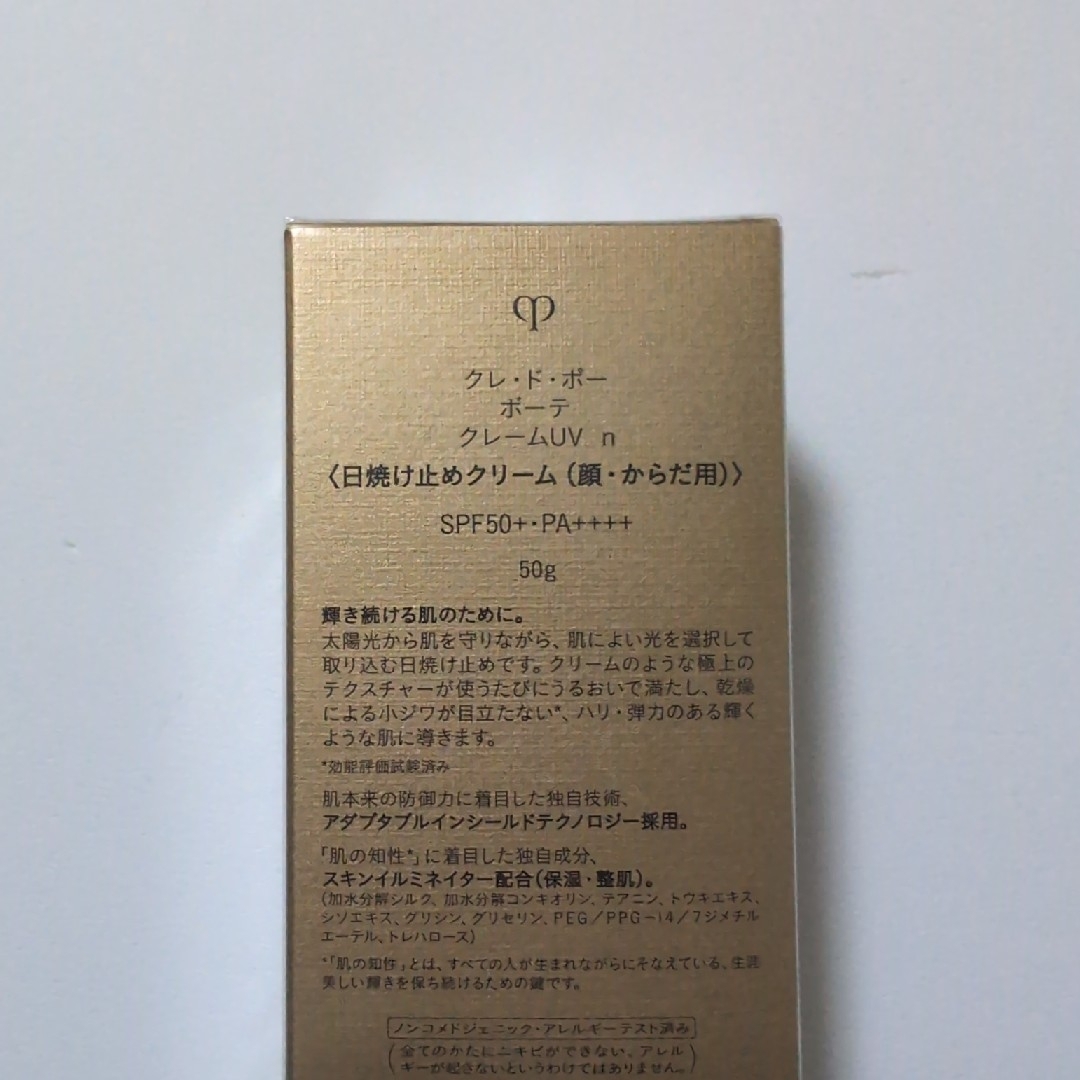 クレ・ド・ポー
ボーテ
クレームUV n
〈日焼け止めクリーム(顔・からだ用)〉
SPF50+・PA++++
50g
輝き続ける肌のために。
太陽光から肌を守りながら、肌によい光を選択して
取り込む日焼け止めです。クリームのような極上の
テクスチャーが使うたびにうるおいで満たし、乾燥
による小ジワが目立たない*、ハリ・弾力のある輝く
ような肌に導きます。
*効能評価試験済み
肌本来の防御力に着目した独自技術、
アダプタブルインシールドテクノロジー採用。
「肌の知性*」に着目した独自成分、
スキンイルミネイター配合(保湿・整肌)。
(加水分解シルク、加水分解コンキオリン、テアニン、トウキエキス、
シソエキス、グリシン、グリセリン、PEG/PPG-14/7ジメチル
エーテル、トレハロース)
*「肌の知性」とは、すべての人が生まれながらにそなえている、生涯
美しい輝きを保ち続けるための鍵です。
ノンコメドジェニック・アレルギーテスト済み
(全てのかたにニキビができない、アレル
ギーが起きないというわけではありません。)